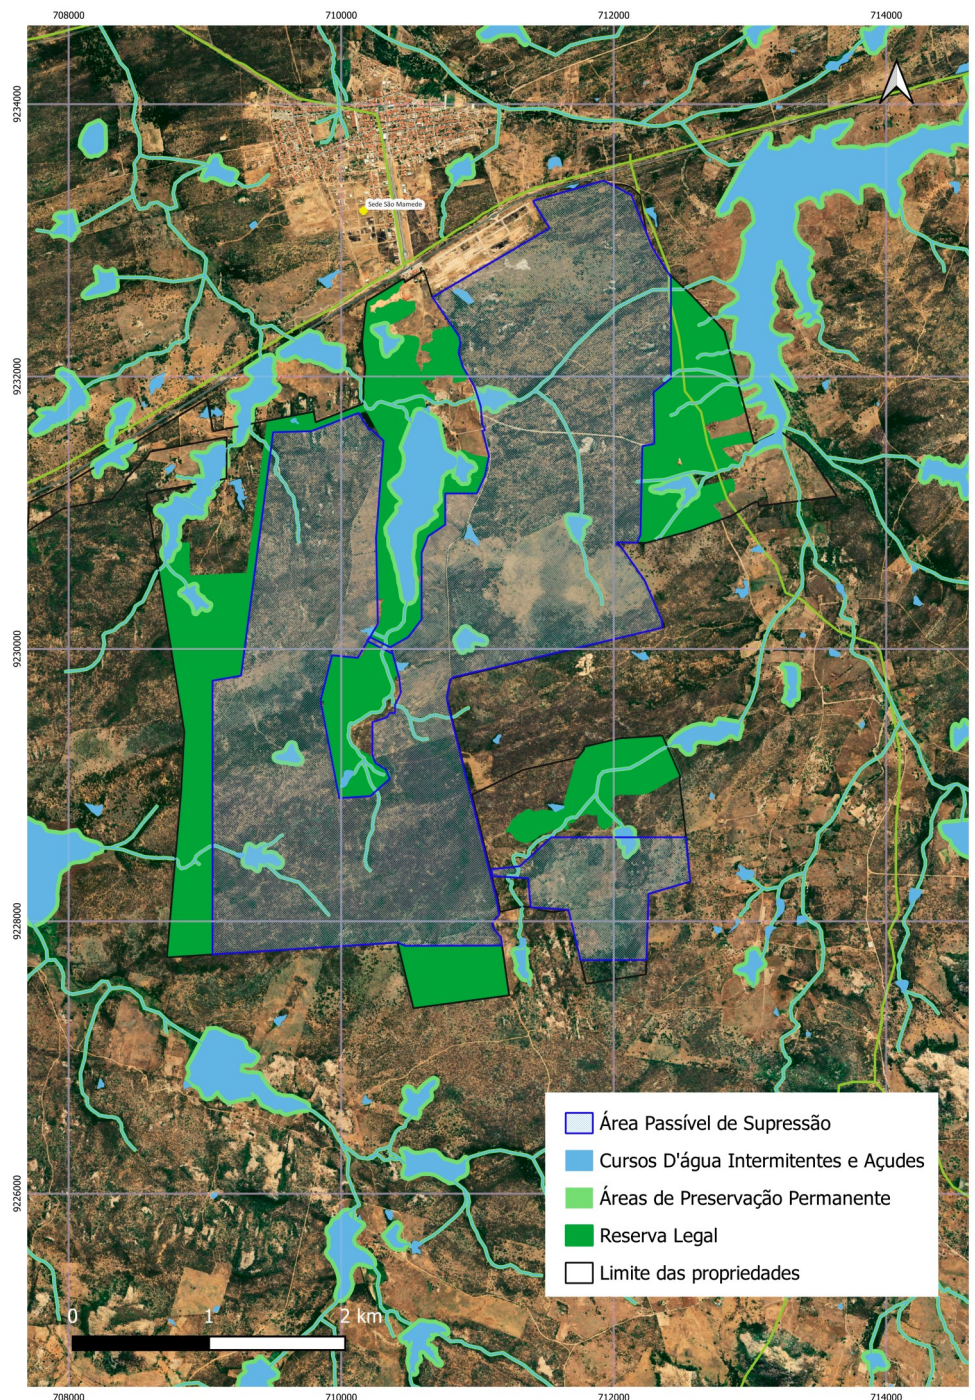 708000 710000 712000 714000
9234000
Sede São Mamede
9232000
9230000
9228000
Área Passível de Supressão
Cursos D'água Intermitentes e Açudes
Áreas de Preservação Permanente
9226000
Reserva Legal
Limite das propriedades
0 1 2 km
708000 710000 712000 714000